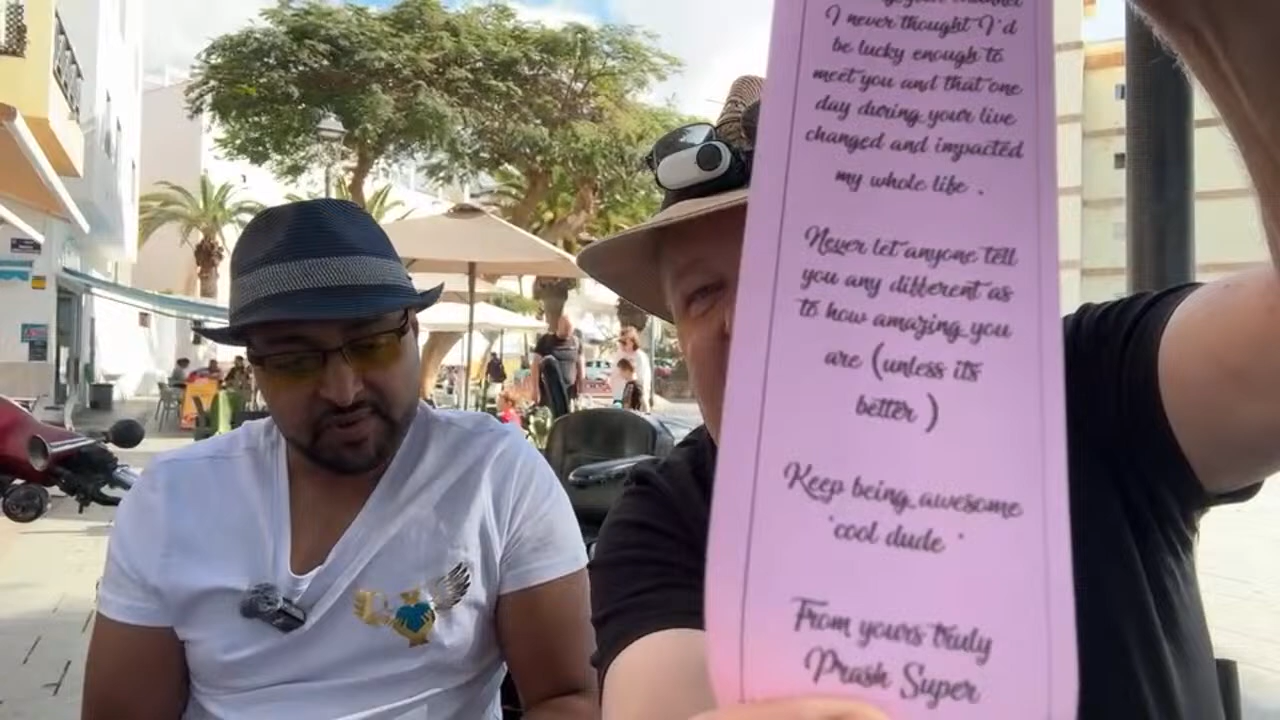 I never thought I'd
be lucky enough to
meet you and that one
day during your live
changed and impacted
my whole life .
Never let anyone tell
you any different as
to how amazing you
are (unless its
better )
Keep being awesome
'cool dude '
From yours truly
Prash Super